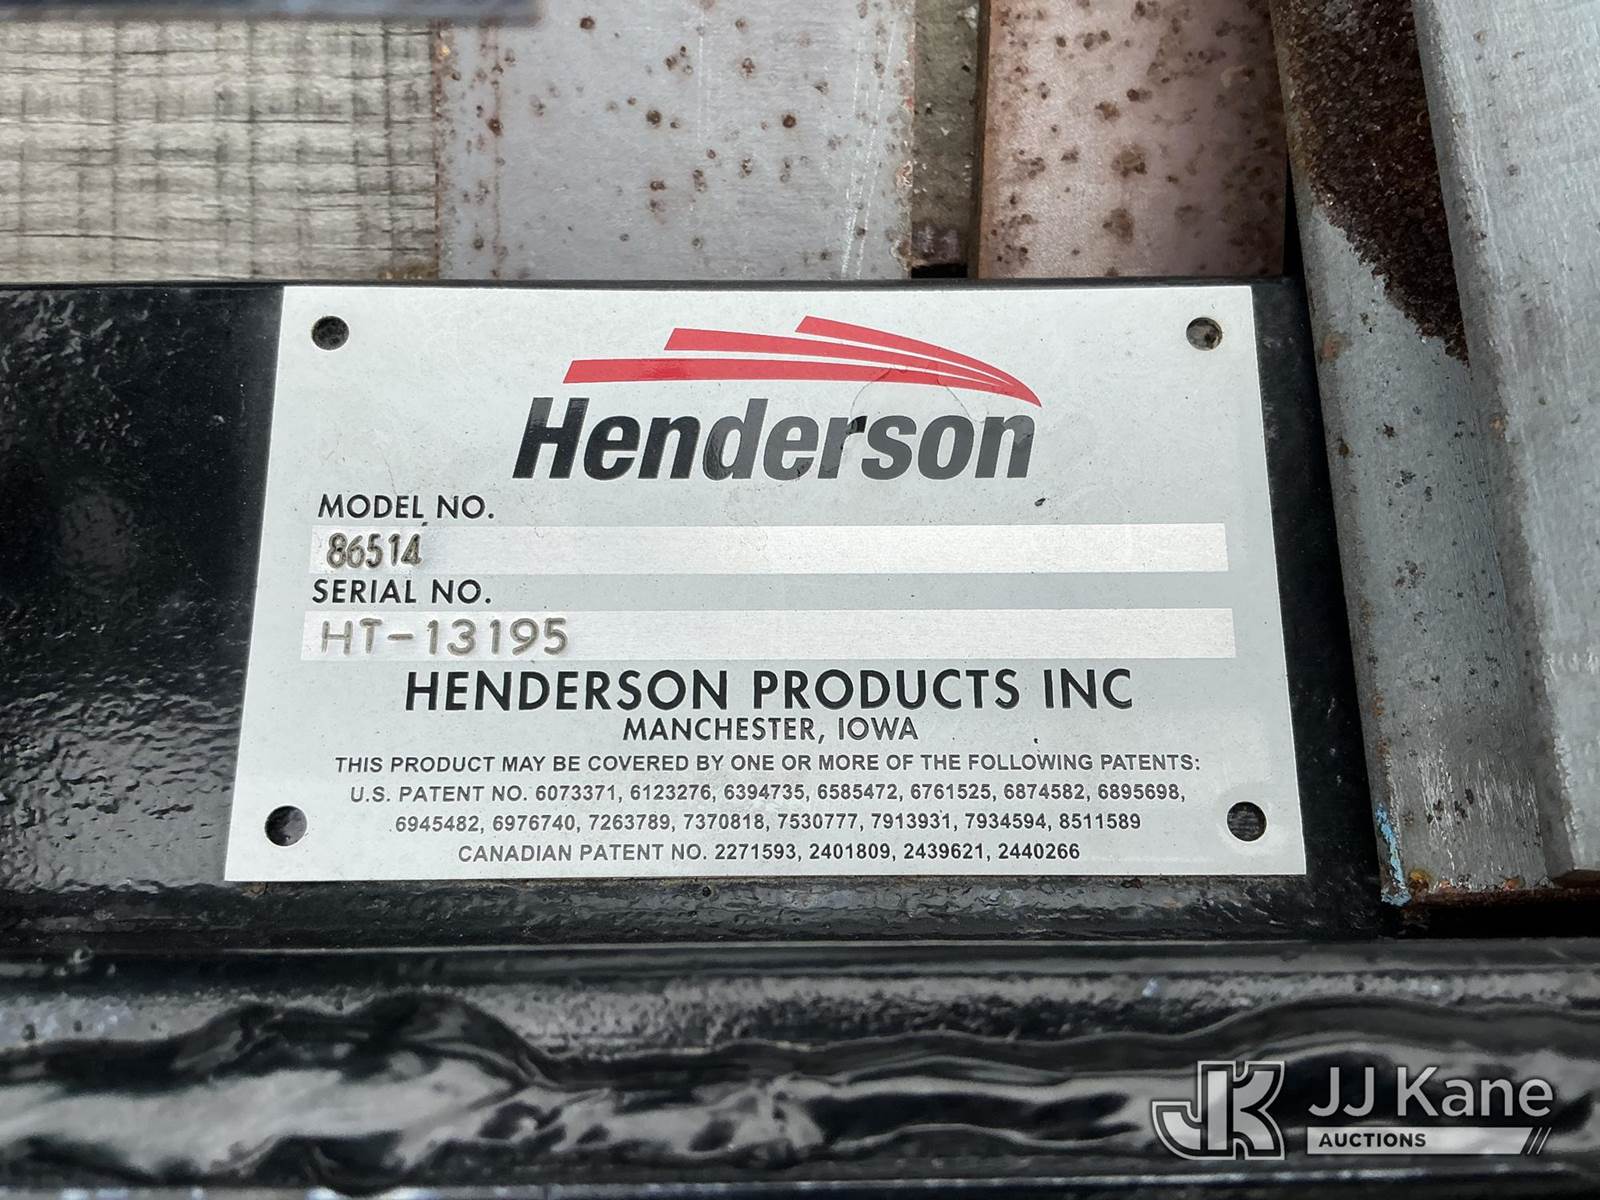 Henderson
MODEL NO.
86514
SERIAL NO.
HT-13195
HENDERSON PRODUCTS INC
MANCHESTER, IOWA
THIS PRODUCT MAY BE COVERED BY ONE OR MORE OF THE FOLLOWING PATENTS:
U.S. PATENT NO. 6073371, 6123276, 6394735, 6585472, 6761525, 6874582, 6895698,
6945482, 6976740, 7263789, 7370818, 7530777, 7913931, 7934594, 8511589
CANADIAN PATENT NO. 2271593, 2401809, 2439621, 2440266
JK JJ Kane
AUCTIONS